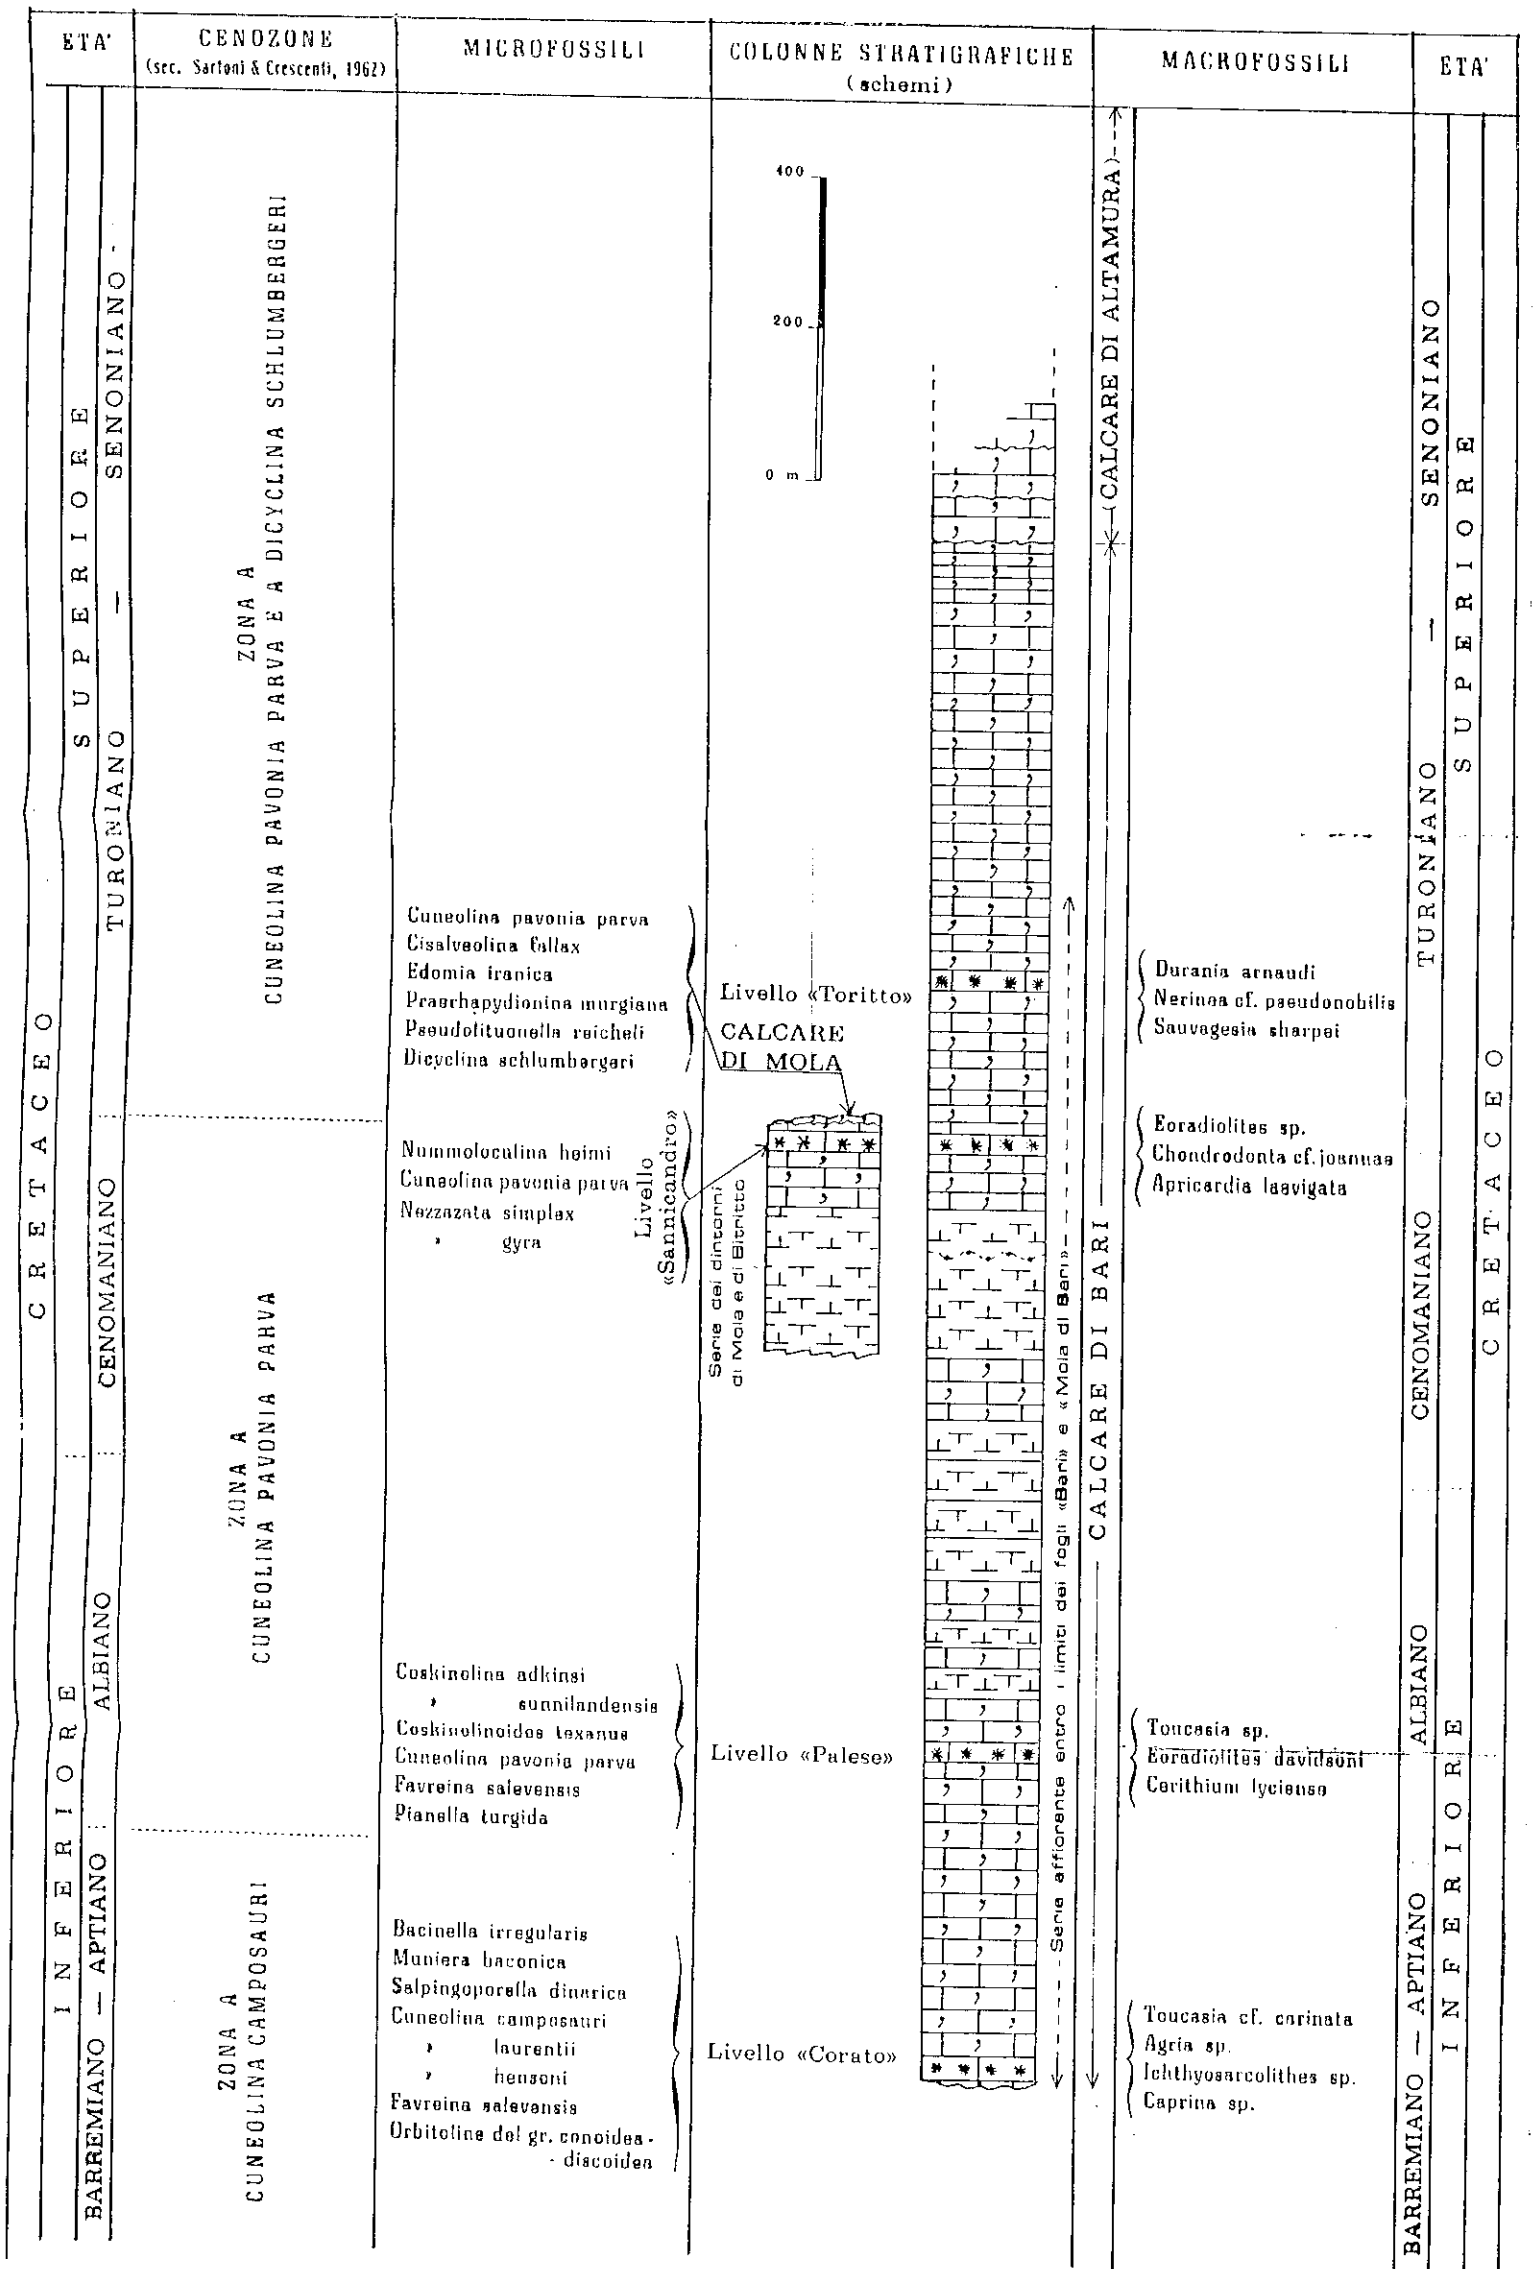 ETA'
CENOZONE
(sec. Sartoni & Crescenti, 1962)
MICROFOSSILI
COLONNE STRATIGRAFICHE
(schemi)
MACROFOSSILI
ETA'
CRETACEO
SUPERIORE
INFERIORE
TURONIANO — SENONIANO
CENOMANIANO
ALBIANO
BARREMIANO — APTIANO
ZONA A
CUNEOLINA PAVONIA PARVA E A DICYCLINA SCHLUMBERGERI
ZONA A
CUNEOLINA PAVONIA PARVA
ZONA A
CUNEOLINA CAMPOSAURI
Cuneolina pavonia parva
Cisalveolina fallax
Edomia iranica
Praerhapydionina murgiana
Pseudolituonella reicheli
Dicyclina schlumbergeri
Nummoloculina heimi
Cuneolina pavonia parva
Nezzazata simplex
» gyra
Coskinolina adkinsi
» sunnilandensis
Coskinolinoides texanus
Cuneolina pavonia parva
Favreina salevensis
Pianella turgida
Bacinella irregularis
Muniera baconica
Salpingoporella dinarica
Cuneolina camposauri
» laurentii
» hensoni
Favreina salevensis
Orbitoline del gr. conoidea-
- discoidea
400
200
0 m
Livello «Toritto»
CALCARE
DI MOLA
Livello
«Sannicandro»
Serie dei dintorni
di Mola e di Bitritto
Livello «Palese»
Livello «Corato»
Serie affiorante entro i limiti dei fogli «Bari» e «Mola di Bari»
CALCARE DI BARI
(CALCARE DI ALTAMURA)
Durania arnaudi
Nerinea cf. pseudonobilis
Sauvagesia sharpei
Eoradiolites sp.
Chondrodonta cf. joannae
Apricardia laevigata
Toucasia sp.
Eoradiolites davidsoni
Cerithium lyciense
Toucasia cf. carinata
Agria sp.
Ichthyosarcolithes sp.
Caprina sp.
TURONIANO — SENONIANO
CENOMANIANO
ALBIANO
BARREMIANO — APTIANO
SUPERIORE
INFERIORE
CRETACEO